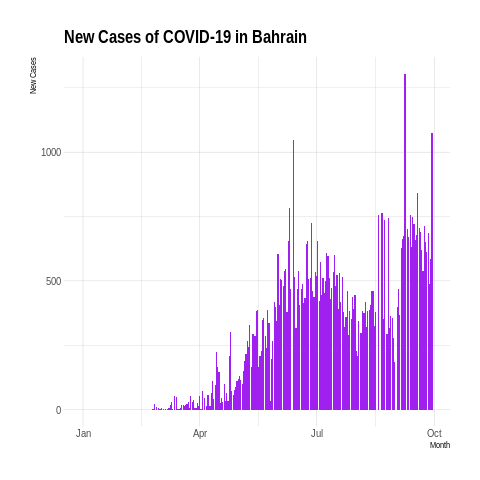 New Cases of COVID-19 in Bahrain
New Cases
1000
500
0
Jan Apr Jul Oct
Month